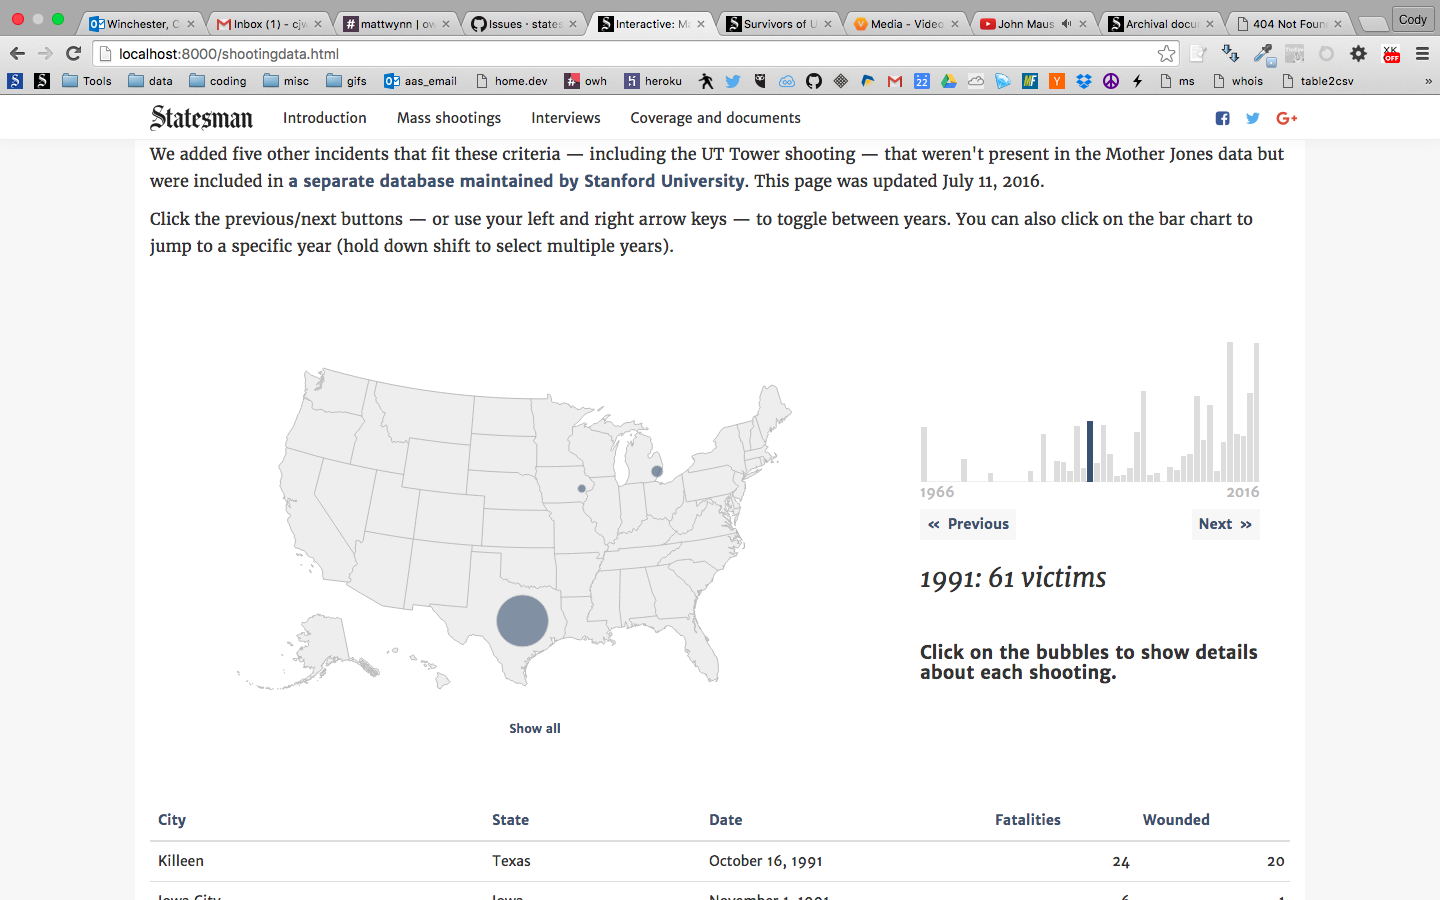 Winchester, C
Inbox (1) - cjw
mattwynn | ow
Issues · states
Interactive: Ma
Survivors of U
Media - Video
John Maus
Archival docu
404 Not Foun
Cody
localhost:8000/shootingdata.html
Tools
data
coding
misc
gifs
aas_email
home.dev
owh
heroku
22
ms
whois
table2csv
»
Statesman
Introduction
Mass shootings
Interviews
Coverage and documents
We added five other incidents that fit these criteria — including the UT Tower shooting — that weren't present in the Mother Jones data but
were included in a separate database maintained by Stanford University. This page was updated July 11, 2016.
Click the previous/next buttons — or use your left and right arrow keys — to toggle between years. You can also click on the bar chart to
jump to a specific year (hold down shift to select multiple years).
1966
2016
« Previous
Next »
1991: 61 victims
Click on the bubbles to show details
about each shooting.
Show all
City State Date Fatalities Wounded
Killeen Texas October 16, 1991 24 20
Iowa City Iowa November 1, 1991 6 1